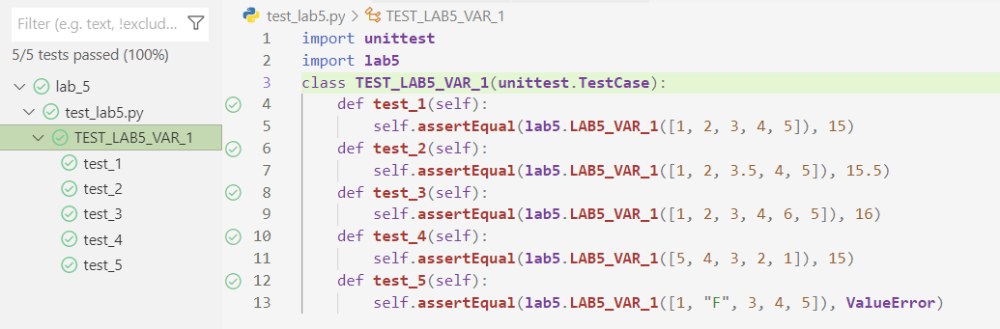 Filter (e.g. text, !exclud...
5/5 tests passed (100%)
lab_5
test_lab5.py
TEST_LAB5_VAR_1
test_1
test_2
test_3
test_4
test_5
test_lab5.py > TEST_LAB5_VAR_1
1 import unittest
2 import lab5
3 class TEST_LAB5_VAR_1(unittest.TestCase):
4     def test_1(self):
5         self.assertEqual(lab5.LAB5_VAR_1([1, 2, 3, 4, 5]), 15)
6     def test_2(self):
7         self.assertEqual(lab5.LAB5_VAR_1([1, 2, 3.5, 4, 5]), 15.5)
8     def test_3(self):
9         self.assertEqual(lab5.LAB5_VAR_1([1, 2, 3, 4, 6, 5]), 16)
10     def test_4(self):
11         self.assertEqual(lab5.LAB5_VAR_1([5, 4, 3, 2, 1]), 15)
12     def test_5(self):
13         self.assertEqual(lab5.LAB5_VAR_1([1, "F", 3, 4, 5]), ValueError)